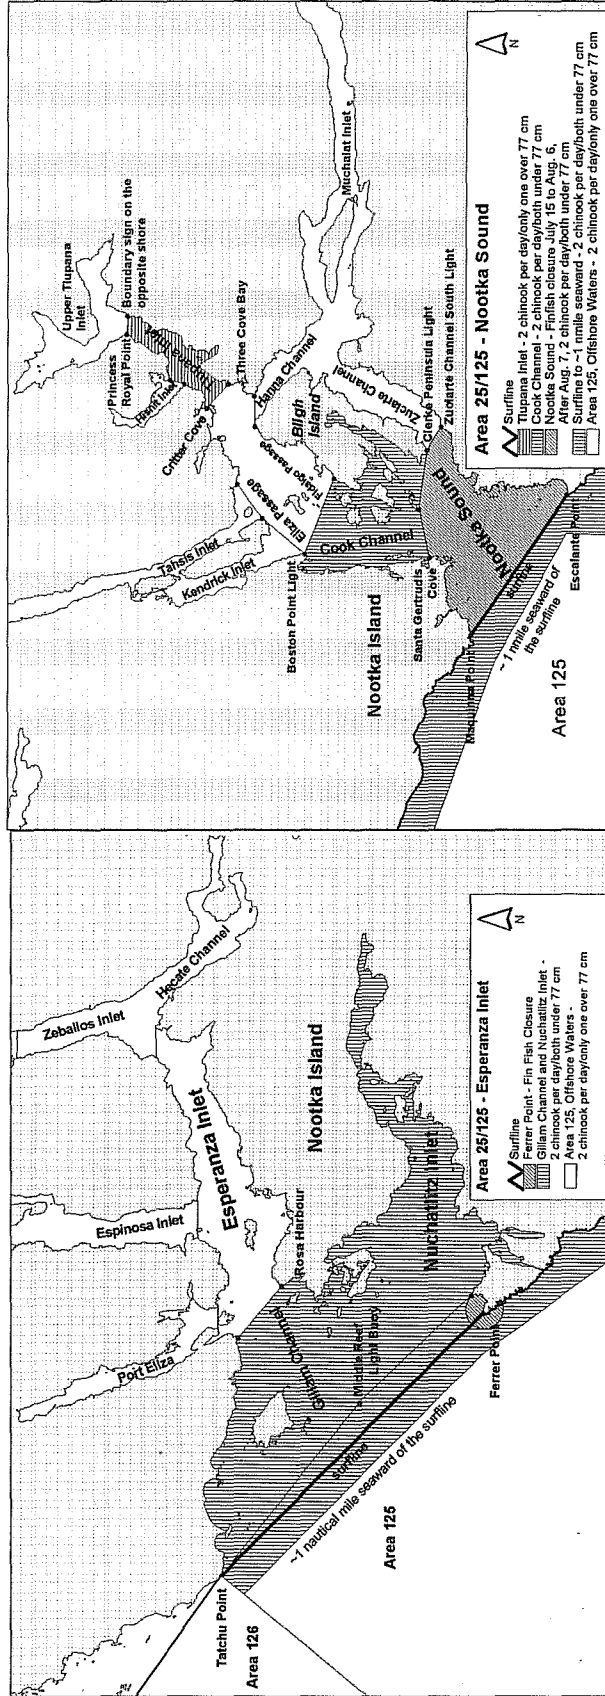 Zeballos Inlet
Hecate Channel
Espinosa Inlet
Esperanza Inlet
Port Eliza
Rosa Harbour
Nootka Island
Gillam Channel
Nuchatlitz Inlet
Middle Reef
Light Buoy
Tatchu Point
surfline
Ferrer Point
~1 nautical mile seaward of the surfline
Area 126
Area 125
Area 25/125 - Esperanza Inlet
N
Surfline
Ferrer Point - Fin Fish Closure
Gillam Channel and Nuchatlitz Inlet -
2 chinook per day/both under 77 cm
Area 125, Offshore Waters -
2 chinook per day/only one over 77 cm
Upper Tlupana
Inlet
Princess
Royal Point
Boundary sign on the
opposite shore
Tlupana Inlet
Critter Cove
Three Cove Bay
Tahsis Inlet
Kendrick Inlet
Eliza Passage
Hanna Channel
Muchalat Inlet
Bligh
Island
Fidalgo Passage
Boston Point Light
Cook Channel
Zuciarte Channel
Nootka Island
Santa Gertrudis
Cove
Clerke Peninsula Light
Zuciarte Channel South Light
Nootka Sound
Maquinna Point
surfline
Escalante Point
~ 1 nmile seaward of
the surfline
Area 125
Area 25/125 - Nootka Sound
N
Surfline
Tlupana Inlet - 2 chinook per day/only one over 77 cm
Cook Channel - 2 chinook per day/both under 77 cm
Nootka Sound - Finfish closure July 15 to Aug. 6,
After Aug. 7, 2 chinook per day/both under 77 cm
Surfline to ~1 nmile seaward - 2 chinook per day/both under 77 cm
Area 125, Offshore Waters - 2 chinook per day/only one over 77 cm